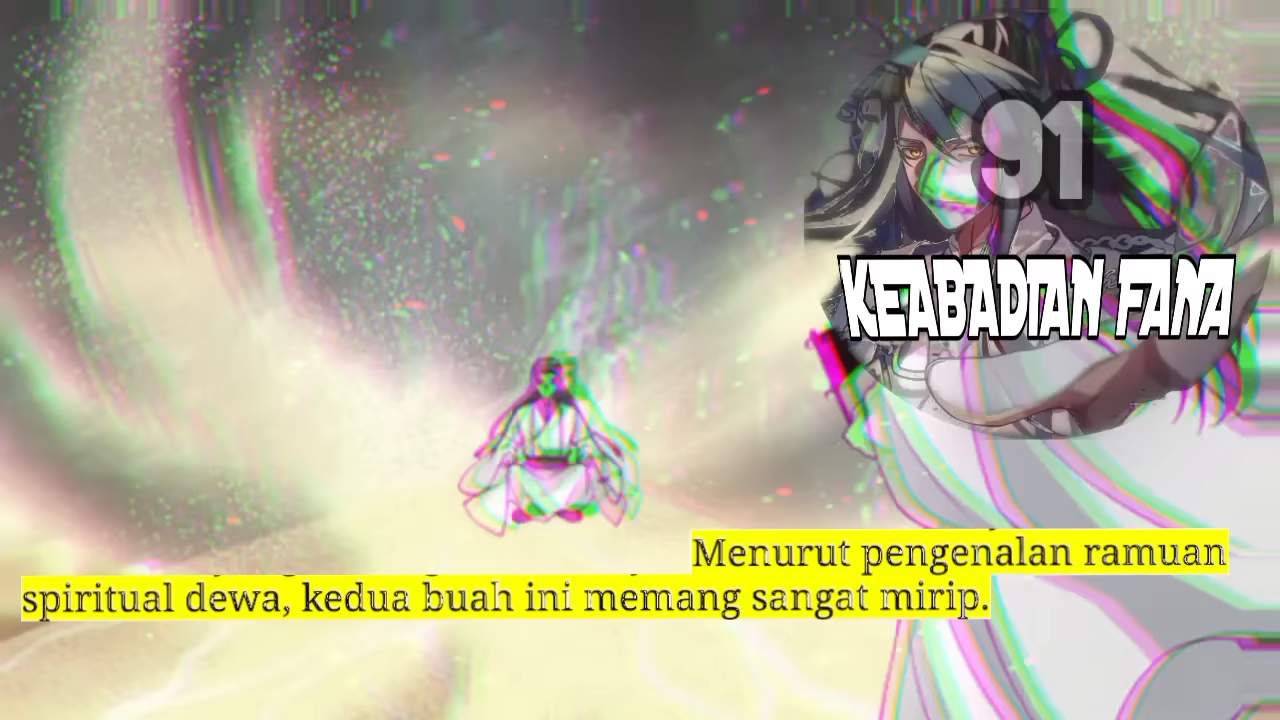 91
KEABADIAN FANA
Menurut pengenalan ramuan
spiritual dewa, kedua buah ini memang sangat mirip.